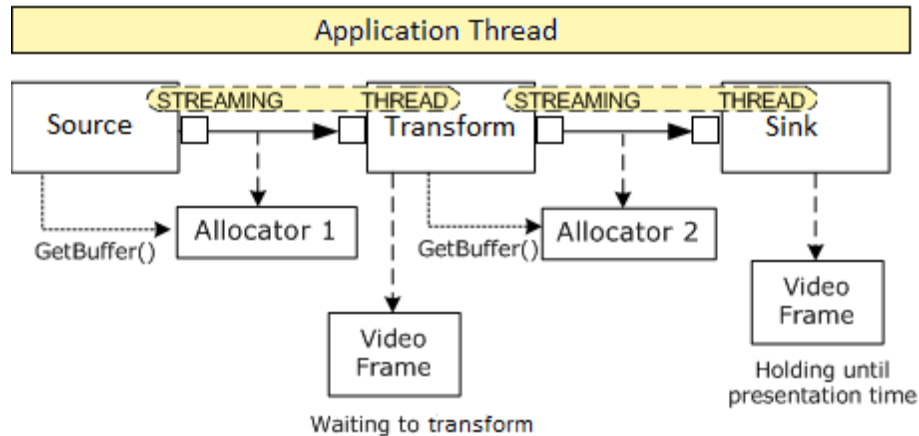 Application Thread
STREAMING THREAD STREAMING THREAD
Source Transform Sink
Allocator 1 Allocator 2
GetBuffer() GetBuffer()
Video
Frame
Waiting to transform
Video
Frame
Holding until
presentation time